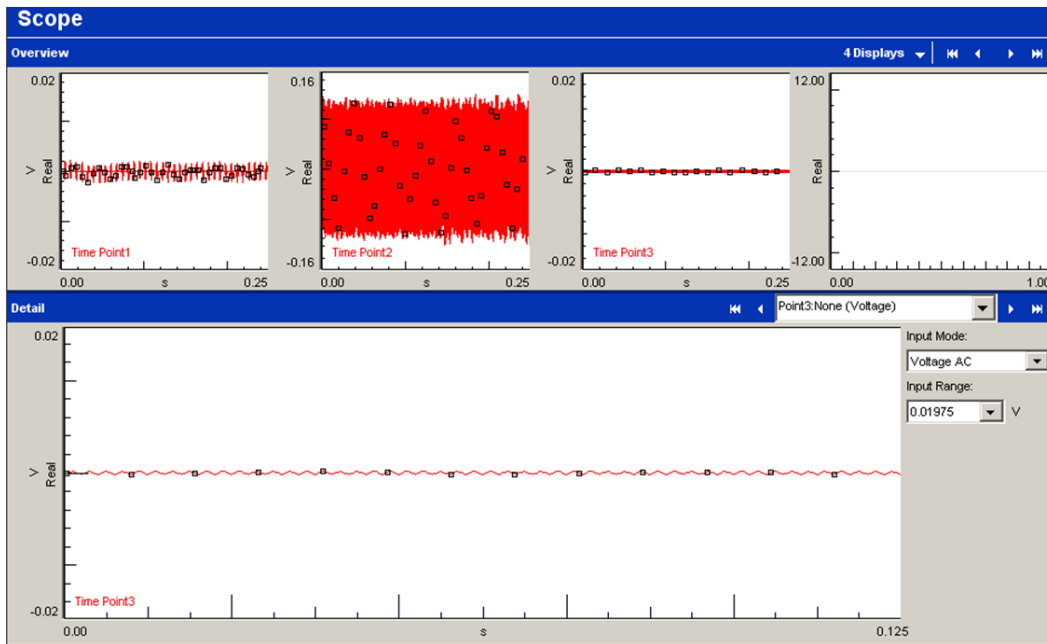 Scope
Overview
4 Displays
0.02
V
Real
-0.02
Time Point1
0.00
s
0.25
0.16
V
Real
-0.16
Time Point2
0.00
s
0.25
0.02
V
Real
-0.02
Time Point3
0.00
s
0.25
12.00
Real
-12.00
0.00
1.00
Detail
Point3:None (Voltage)
0.02
V
Real
-0.02
Time Point3
0.00
s
0.125
Input Mode:
Voltage AC
Input Range:
0.01975
V